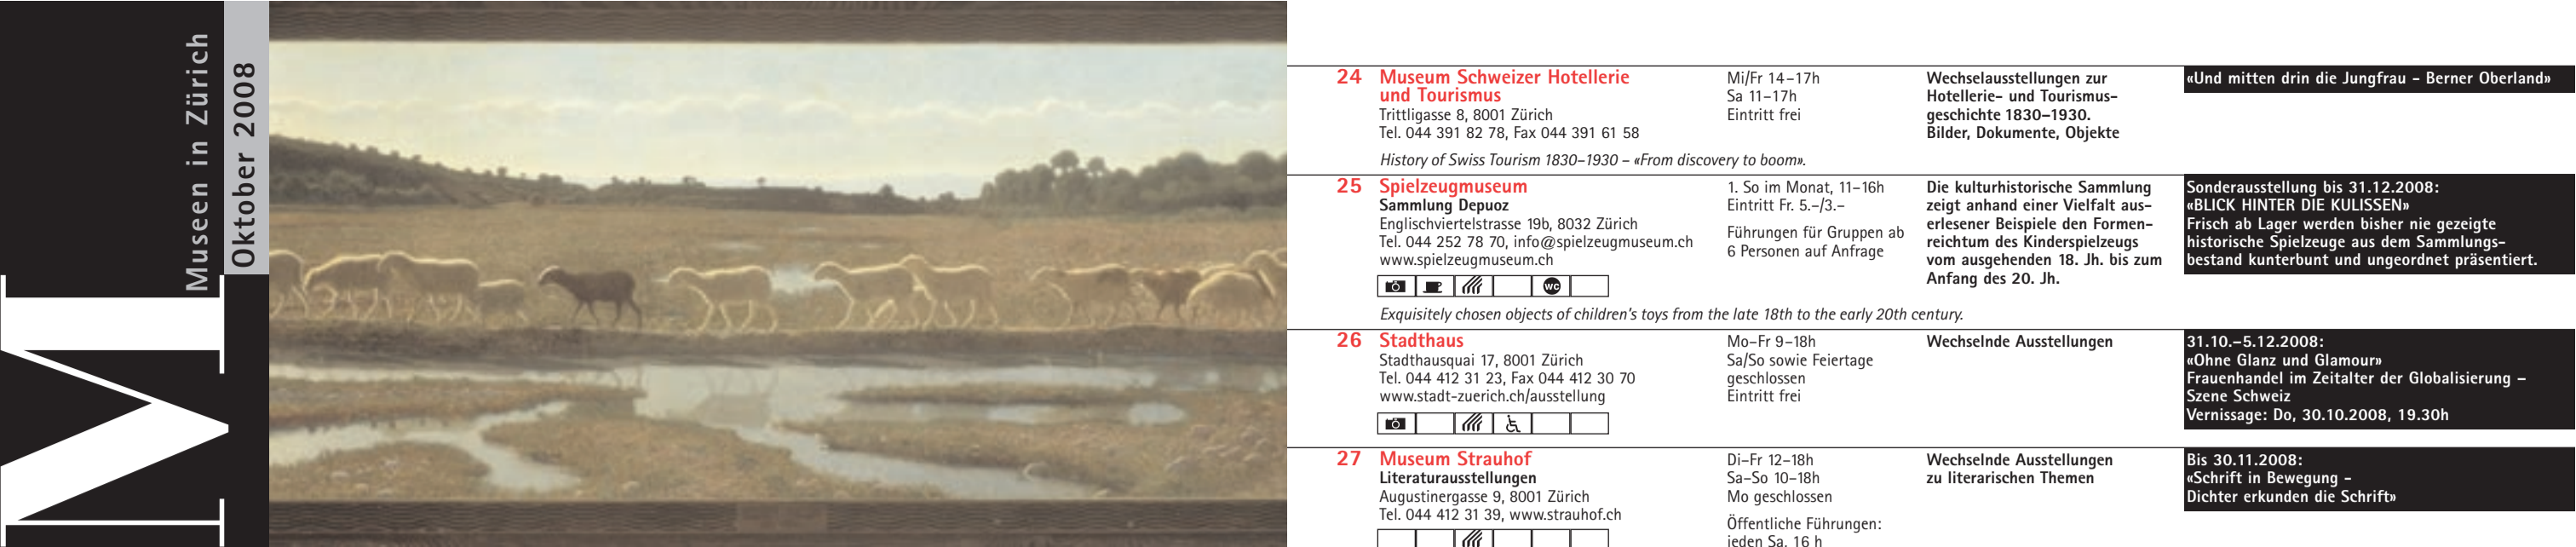 Museen in Zürich
Oktober 2008
M
24 Museum Schweizer Hotellerie
und Tourismus
Trittligasse 8, 8001 Zürich
Tel. 044 391 82 78, Fax 044 391 61 58
Mi/Fr 14–17h
Sa 11–17h
Eintritt frei
Wechselausstellungen zur
Hotellerie- und Tourismus-
geschichte 1830–1930.
Bilder, Dokumente, Objekte
«Und mitten drin die Jungfrau - Berner Oberland»
History of Swiss Tourism 1830–1930 – «From discovery to boom».
25 Spielzeugmuseum
Sammlung Depuoz
Englischviertelstrasse 19b, 8032 Zürich
Tel. 044 252 78 70, info@spielzeugmuseum.ch
www.spielzeugmuseum.ch
WC
1. So im Monat, 11–16h
Eintritt Fr. 5.–/3.–
Führungen für Gruppen ab
6 Personen auf Anfrage
Die kulturhistorische Sammlung
zeigt anhand einer Vielfalt aus-
erlesener Beispiele den Formen-
reichtum des Kinderspielzeugs
vom ausgehenden 18. Jh. bis zum
Anfang des 20. Jh.
Sonderausstellung bis 31.12.2008:
«BLICK HINTER DIE KULISSEN»
Frisch ab Lager werden bisher nie gezeigte
historische Spielzeuge aus dem Sammlungs-
bestand kunterbunt und ungeordnet präsentiert.
Exquisitely chosen objects of children's toys from the late 18th to the early 20th century.
26 Stadthaus
Stadthausquai 17, 8001 Zürich
Tel. 044 412 31 23, Fax 044 412 30 70
www.stadt-zuerich.ch/ausstellung
Mo–Fr 9–18h
Sa/So sowie Feiertage
geschlossen
Eintritt frei
Wechselnde Ausstellungen
31.10.–5.12.2008:
«Ohne Glanz und Glamour»
Frauenhandel im Zeitalter der Globalisierung –
Szene Schweiz
Vernissage: Do, 30.10.2008, 19.30h
27 Museum Strauhof
Literaturausstellungen
Augustinergasse 9, 8001 Zürich
Tel. 044 412 31 39, www.strauhof.ch
Di–Fr 12–18h
Sa–So 10–18h
Mo geschlossen
Öffentliche Führungen:
jeden Sa, 16 h
Wechselnde Ausstellungen
zu literarischen Themen
Bis 30.11.2008:
«Schrift in Bewegung -
Dichter erkunden die Schrift»